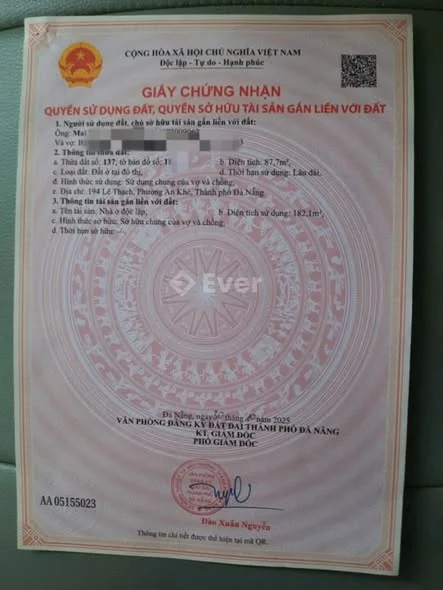 CỘNG HÒA XÃ HỘI CHỦ NGHĨA VIỆT NAM
Độc lập - Tự do - Hạnh phúc
GIẤY CHỨNG NHẬN
QUYỀN SỬ DỤNG ĐẤT, QUYỀN SỞ HỮU TÀI SẢN GẮN LIỀN VỚI ĐẤT
1. Người sử dụng đất, chủ sở hữu tài sản gắn liền với đất:
Ông:
Và vợ:
2. Thông tin thửa đất:
a. Thửa đất số: 137; tờ bản đồ số: b. Diện tích: 87,7m²,
c. Loại đất: Đất ở tại đô thị, d. Thời hạn sử dụng: Lâu dài,
đ. Hình thức sử dụng: Sử dụng chung của vợ và chồng,
e. Địa chỉ: 194 Lê Thạch, Phường An Khê, Thành phố Đà Nẵng.
3. Thông tin tài sản gắn liền với đất:
a. Tên tài sản: Nhà ở độc lập, b. Diện tích sử dụng: 182,1m²,
c. Hình thức sở hữu: Sở hữu chung của vợ và chồng,
d. Thời hạn sở hữu: -/-.
Ever
Đà Nẵng, ngày tháng năm 2025
VĂN PHÒNG ĐĂNG KÝ ĐẤT ĐAI THÀNH PHỐ ĐÀ NẴNG
KT. GIÁM ĐỐC
PHÓ GIÁM ĐỐC
AA 05155023
Đào Xuân Nguyễn
Thông tin chi tiết được thể hiện tại mã QR.